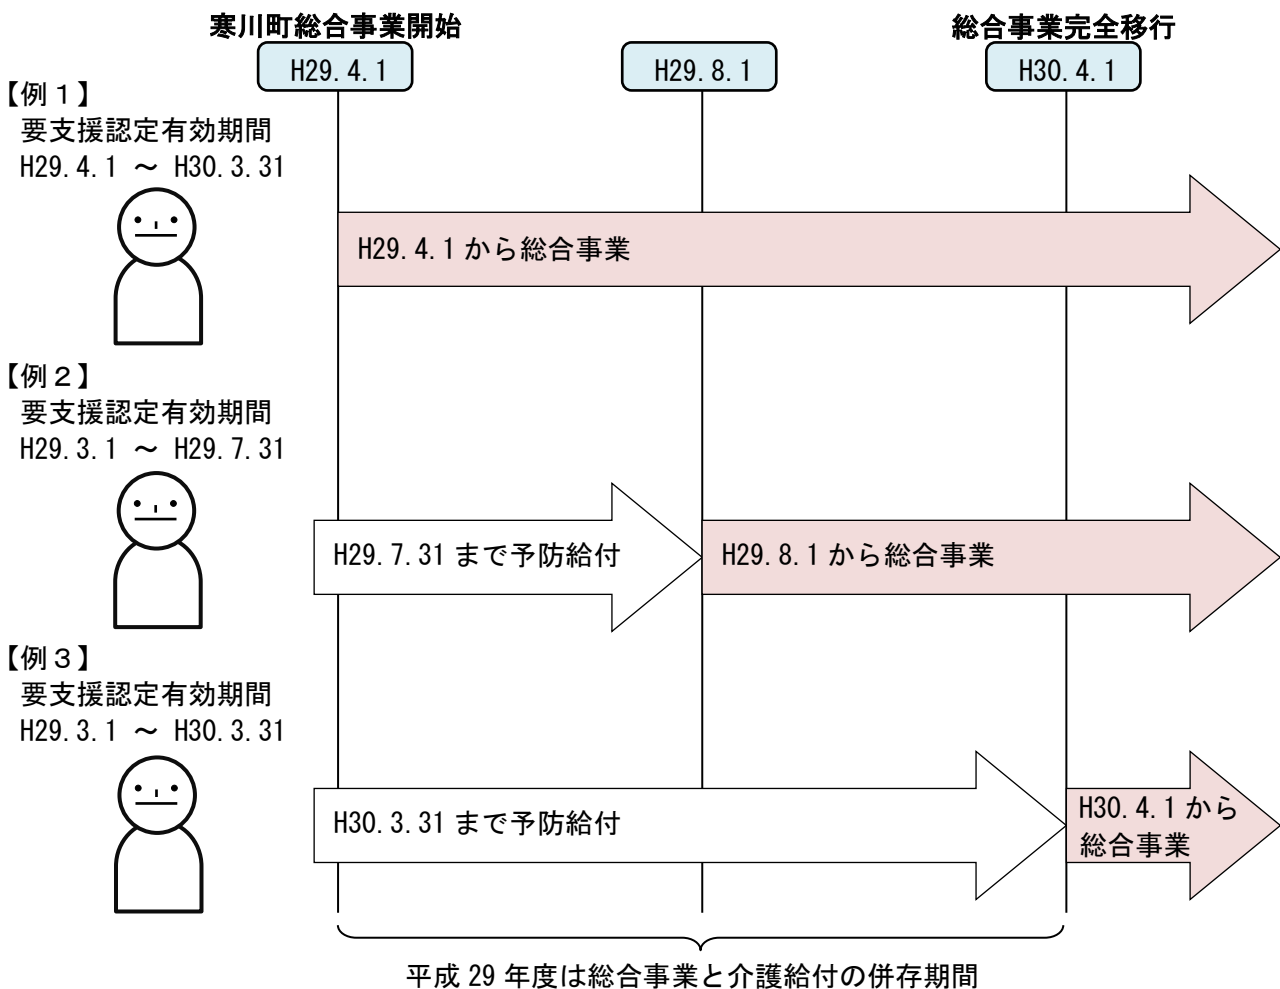 寒川町総合事業開始
総合事業完全移行
H29.4.1
H29.8.1
H30.4.1
【例１】
要支援認定有効期間
H29.4.1 ～ H30.3.31
H29.4.1から総合事業
【例２】
要支援認定有効期間
H29.3.1 ～ H29.7.31
H29.7.31まで予防給付
H29.8.1から総合事業
【例３】
要支援認定有効期間
H29.3.1 ～ H30.3.31
H30.3.31まで予防給付
H30.4.1から
総合事業
平成29年度は総合事業と介護給付の併存期間